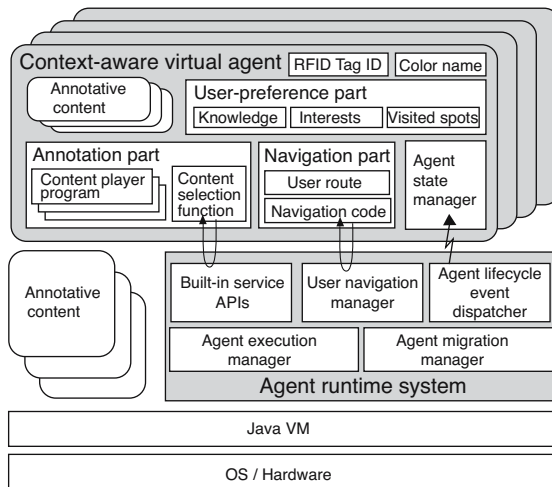 Context-aware virtual agent
RFID Tag ID
Color name
Annotative
content
User-preference part
Knowledge
Interests
Visited spots
Annotation part
Content player
program
Content
selection
function
Navigation part
User route
Navigation code
Agent
state
manager
Annotative
content
Built-in service
APIs
User navigation
manager
Agent lifecycle
event
dispatcher
Agent execution
manager
Agent migration
manager
Agent runtime system
Java VM
OS / Hardware